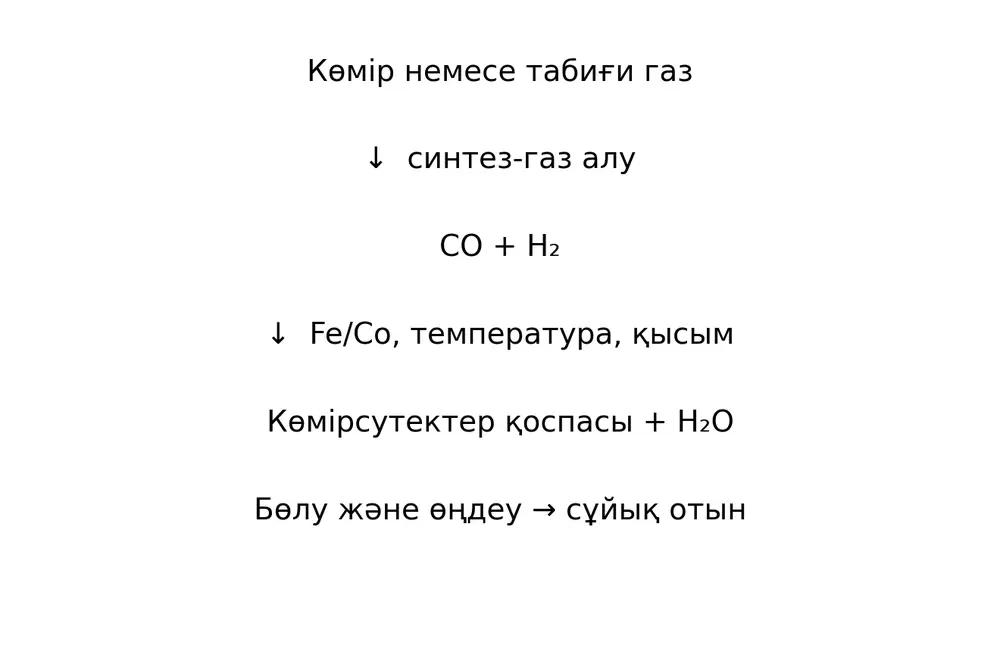 Көмір немесе табиғи газ
↓ синтез-газ алу
CO + H₂
↓ Fe/Co, температура, қысым
Көмірсутектер қоспасы + H₂O
Бөлу және өңдеу → сұйық отын